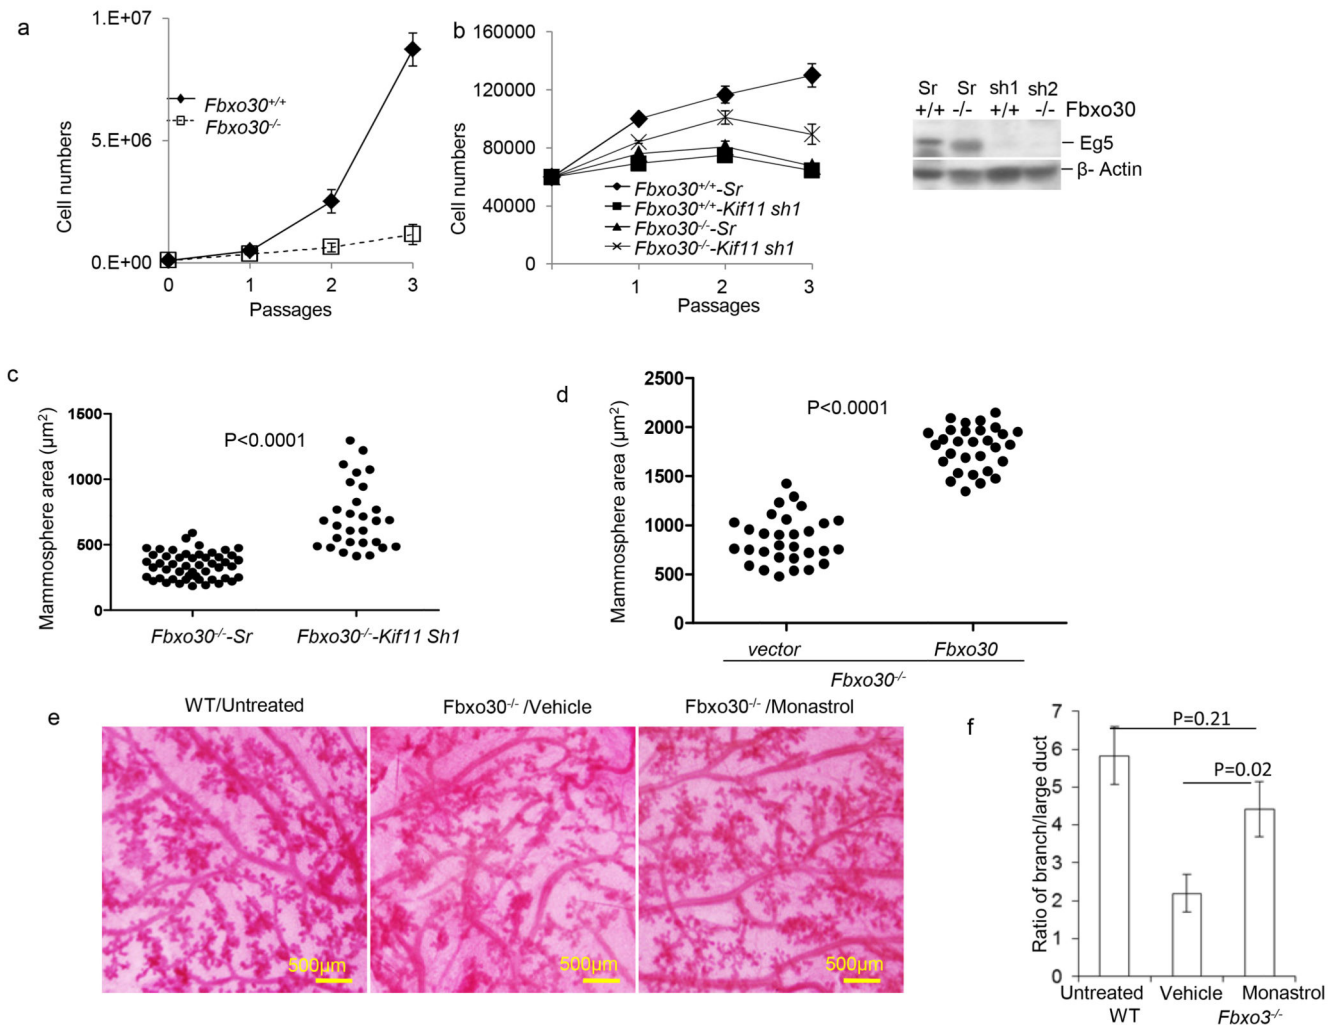 a
1.E+07
5.E+06
0.E+00
Cell numbers
Fbxo30+/+
Fbxo30-/-
0 1 2 3
Passages
b
160000
120000
80000
40000
0
Cell numbers
Fbxo30+/+-Sr
Fbxo30+/+-Kif11 sh1
Fbxo30-/--Sr
Fbxo30-/--Kif11 sh1
1 2 3
Passages
Sr Sr sh1 sh2
+/+ -/- +/+ -/- Fbxo30
Eg5
β- Actin
c
1500
1000
500
0
Mammosphere area (µm²)
P<0.0001
Fbxo30-/--Sr Fbxo30-/--Kif11 Sh1
d
2500
2000
1500
1000
500
0
Mammosphere area (µm²)
P<0.0001
vector Fbxo30
Fbxo30-/-
e
WT/Untreated Fbxo30-/- /Vehicle Fbxo30-/- /Monastrol
500µm 500µm 500µm
f
7
6
5
4
3
2
1
0
Ratio of branch/large duct
P=0.21
P=0.02
Untreated Vehicle Monastrol
WT Fbxo3-/-